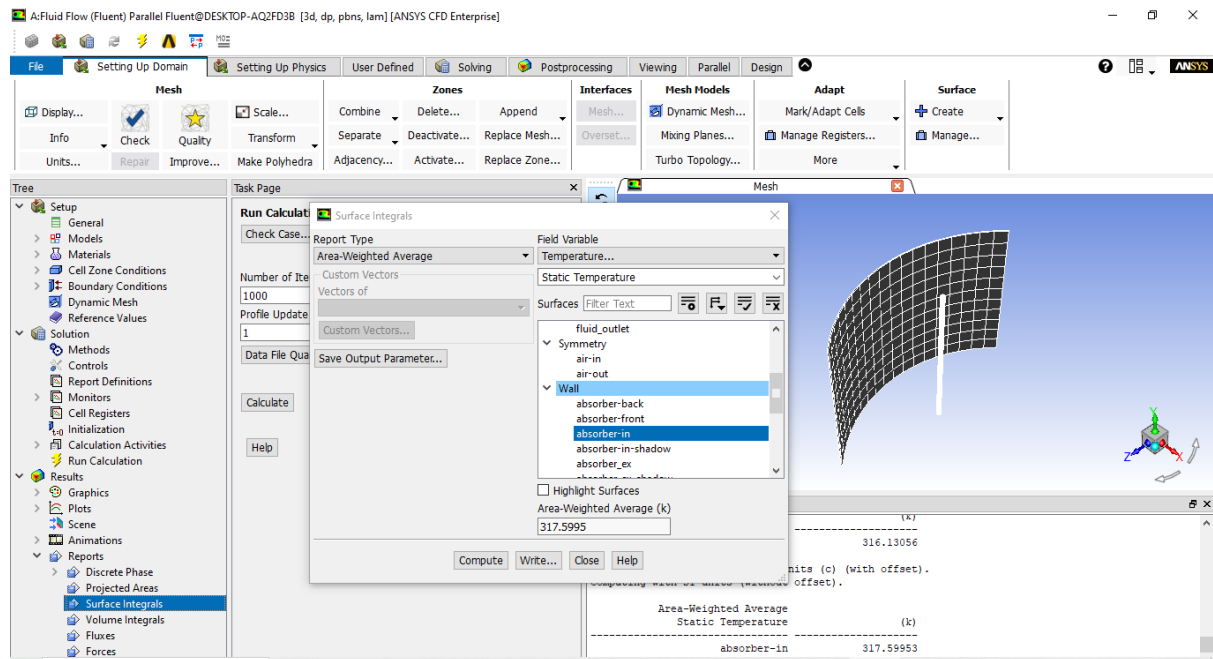 A:Fluid Flow (Fluent) Parallel Fluent@DESKTOP-AQ2FD3B [3d, dp, pbns, lam] [ANSYS CFD Enterprise]
File Setting Up Domain Setting Up Physics User Defined Solving Postprocessing Viewing Parallel Design ANSYS
Mesh Zones Interfaces Mesh Models Adapt Surface
Display... Scale... Combine Delete... Append Mesh... Dynamic Mesh... Mark/Adapt Cells Create
Info Check Quality Transform Separate Deactivate... Replace Mesh... Overset... Mixing Planes... Manage Registers... Manage...
Units... Repair Improve... Make Polyhedra Adjacency... Activate... Replace Zone... Turbo Topology... More
Tree
Setup
General
Models
Materials
Cell Zone Conditions
Boundary Conditions
Dynamic Mesh
Reference Values
Solution
Methods
Controls
Report Definitions
Monitors
Cell Registers
t=0 Initialization
Calculation Activities
Run Calculation
Results
Graphics
Plots
Scene
Animations
Reports
Discrete Phase
Projected Areas
Surface Integrals
Volume Integrals
Fluxes
Forces
Task Page
Run Calculati
Check Case...
Number of Ite
1000
Profile Update
1
Data File Qua
Calculate
Help
Surface Integrals
Report Type
Area-Weighted Average
Custom Vectors
Vectors of
Custom Vectors...
Save Output Parameter...
Field Variable
Temperature...
Static Temperature
Surfaces Filter Text
fluid_outlet
Symmetry
air-in
air-out
Wall
absorber-back
absorber-front
absorber-in
absorber-in-shadow
absorber_ex
Highlight Surfaces
Area-Weighted Average (k)
317.5995
Compute Write... Close Help
Mesh
Y
Z X
(k)
316.13056
nits (c) (with offset).
offset).
Area-Weighted Average
Static Temperature (k)
absorber-in 317.59953